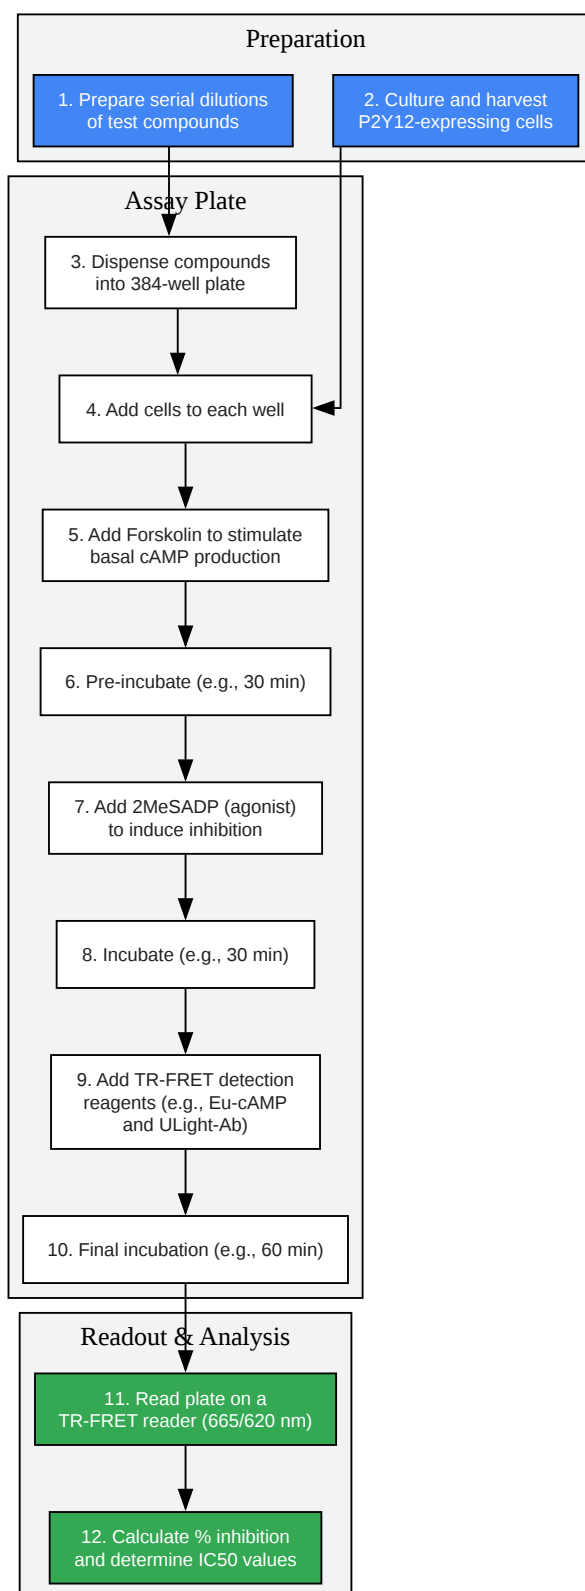 Preparation
1. Prepare serial dilutions
of test compounds
2. Culture and harvest
P2Y12-expressing cells
Assay Plate
3. Dispense compounds
into 384-well plate
4. Add cells to each well
5. Add Forskolin to stimulate
basal cAMP production
6. Pre-incubate (e.g., 30 min)
7. Add 2MeSADP (agonist)
to induce inhibition
8. Incubate (e.g., 30 min)
9. Add TR-FRET detection
reagents (e.g., Eu-cAMP
and ULight-Ab)
10. Final incubation (e.g., 60 min)
Readout & Analysis
11. Read plate on a
TR-FRET reader (665/620 nm)
12. Calculate % inhibition
and determine IC50 values